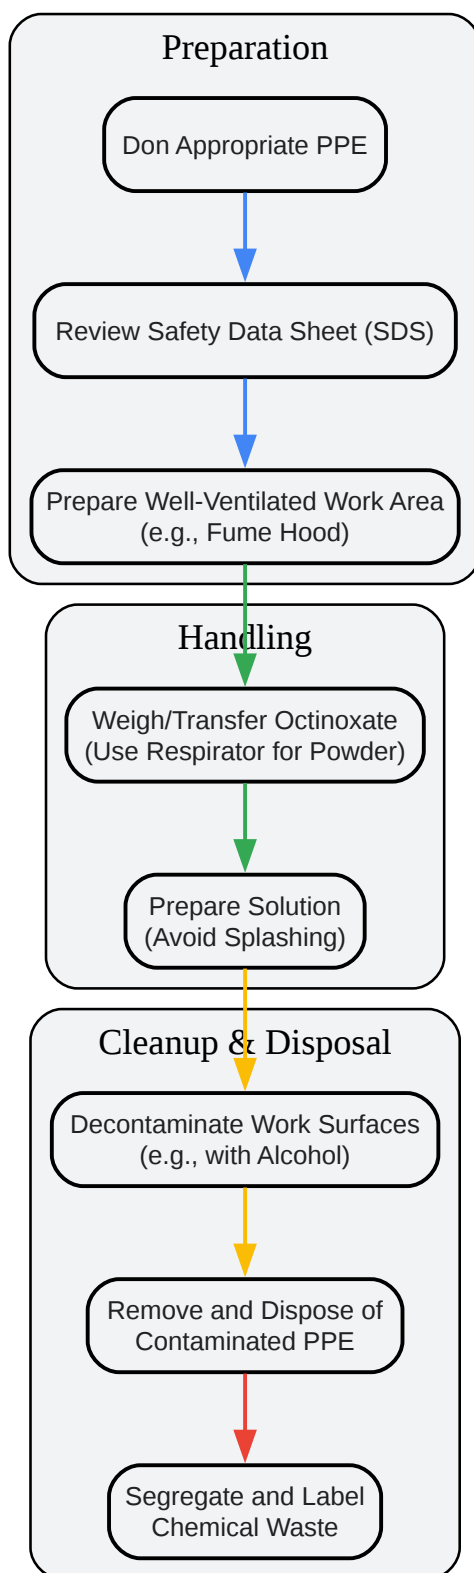 Preparation
Don Appropriate PPE
Review Safety Data Sheet (SDS)
Prepare Well-Ventilated Work Area
(e.g., Fume Hood)
Handling
Weigh/Transfer Octinoxate
(Use Respirator for Powder)
Prepare Solution
(Avoid Splashing)
Cleanup & Disposal
Decontaminate Work Surfaces
(e.g., with Alcohol)
Remove and Dispose of
Contaminated PPE
Segregate and Label
Chemical Waste